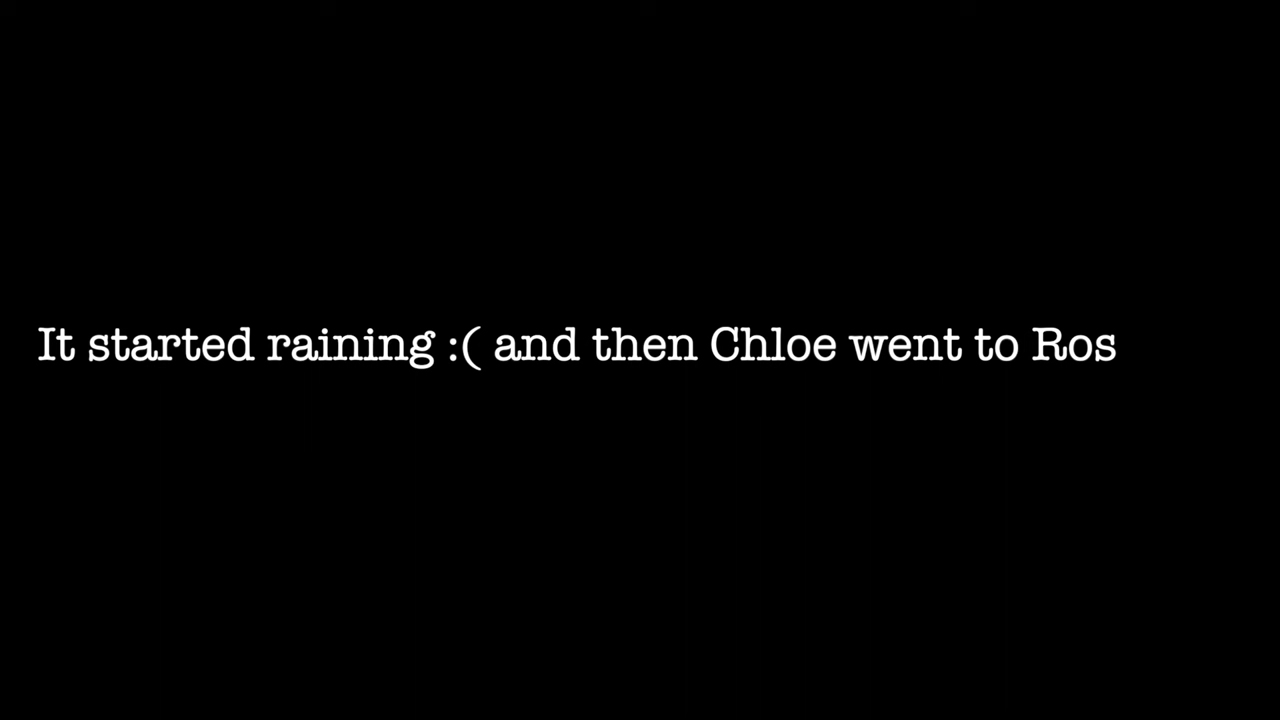 It started raining :( and then Chloe went to Ros